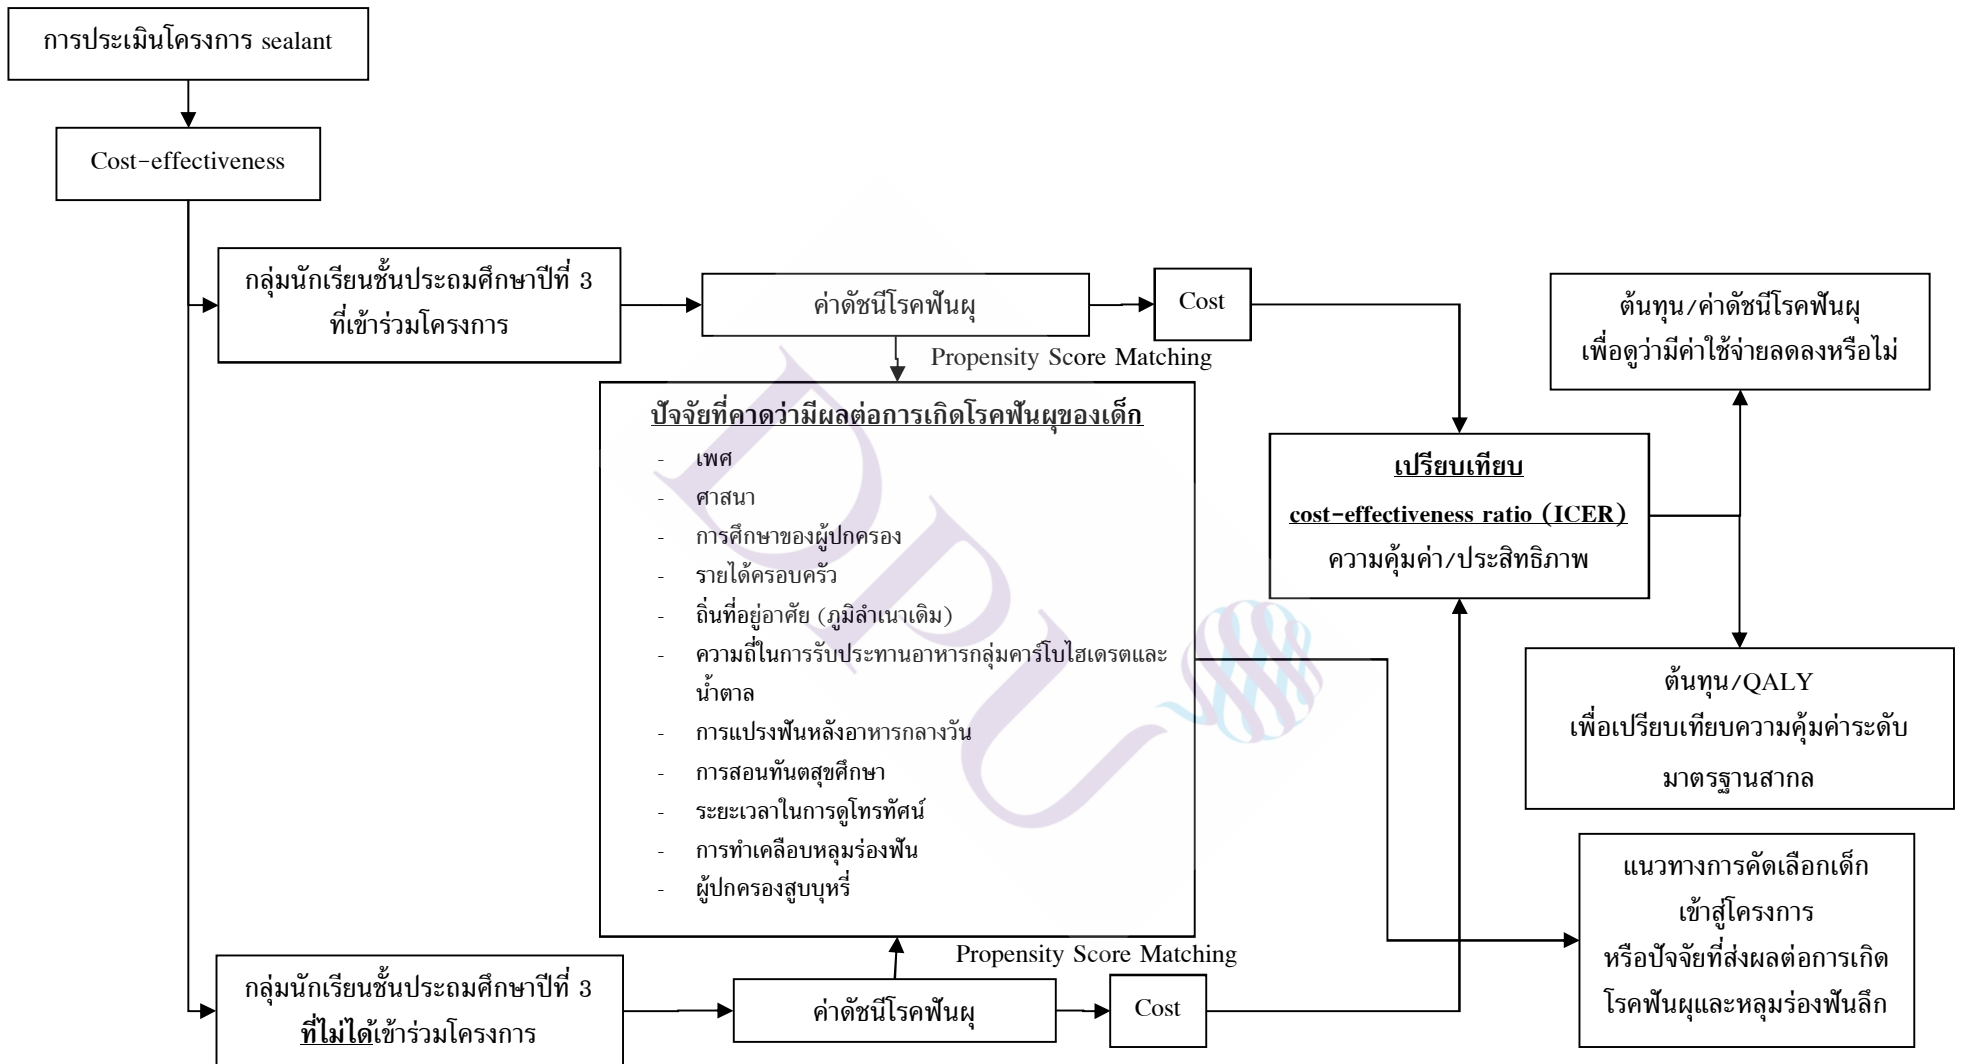 การประเมินโครงการ sealant
Cost-effectiveness
กลุ่มนักเรียนชั้นประถมศึกษาปีที่ 3
ที่เข้าร่วมโครงการ
ค่าดัชนีโรคฟันผุ
Cost
Propensity Score Matching
ปัจจัยที่คาดว่ามีผลต่อการเกิดโรคฟันผุของเด็ก
- เพศ
- ศาสนา
- การศึกษาของผู้ปกครอง
- รายได้ครอบครัว
- ถิ่นที่อยู่อาศัย (ภูมิลำเนาเดิม)
- ความถี่ในการรับประทานอาหารกลุ่มคาร์โบไฮเดรตและ
น้ำตาล
- การแปรงฟันหลังอาหารกลางวัน
- การสอนทันตสุขศึกษา
- ระยะเวลาในการดูโทรทัศน์
- การทำเคลือบหลุมร่องฟัน
- ผู้ปกครองสูบบุหรี่
Propensity Score Matching
กลุ่มนักเรียนชั้นประถมศึกษาปีที่ 3
ที่ไม่ได้เข้าร่วมโครงการ
ค่าดัชนีโรคฟันผุ
Cost
เปรียบเทียบ
cost-effectiveness ratio (ICER)
ความคุ้มค่า/ประสิทธิภาพ
ต้นทุน/ค่าดัชนีโรคฟันผุ
เพื่อดูว่ามีค่าใช้จ่ายลดลงหรือไม่
ต้นทุน/QALY
เพื่อเปรียบเทียบความคุ้มค่าระดับ
มาตรฐานสากล
แนวทางการคัดเลือกเด็ก
เข้าสู่โครงการ
หรือปัจจัยที่ส่งผลต่อการเกิด
โรคฟันผุและหลุมร่องฟันลึก
DPU